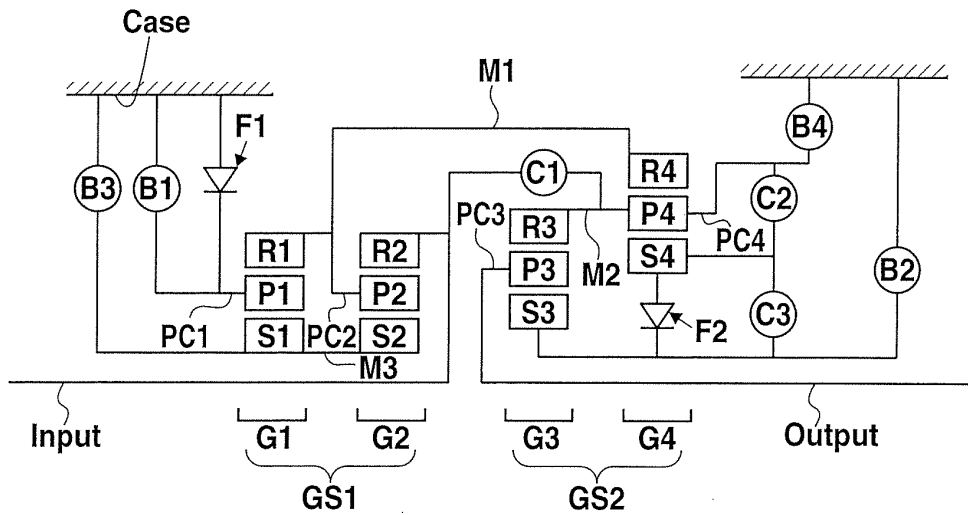 Case
M1
F1
B4
B3
B1
C1
R4
C2
PC3
R1
R2
R3
P4
PC4
S4
B2
P1
P2
P3
M2
PC1
S1
PC2
S2
S3
F2
C3
M3
Input
G1
G2
G3
G4
Output
GS1
GS2